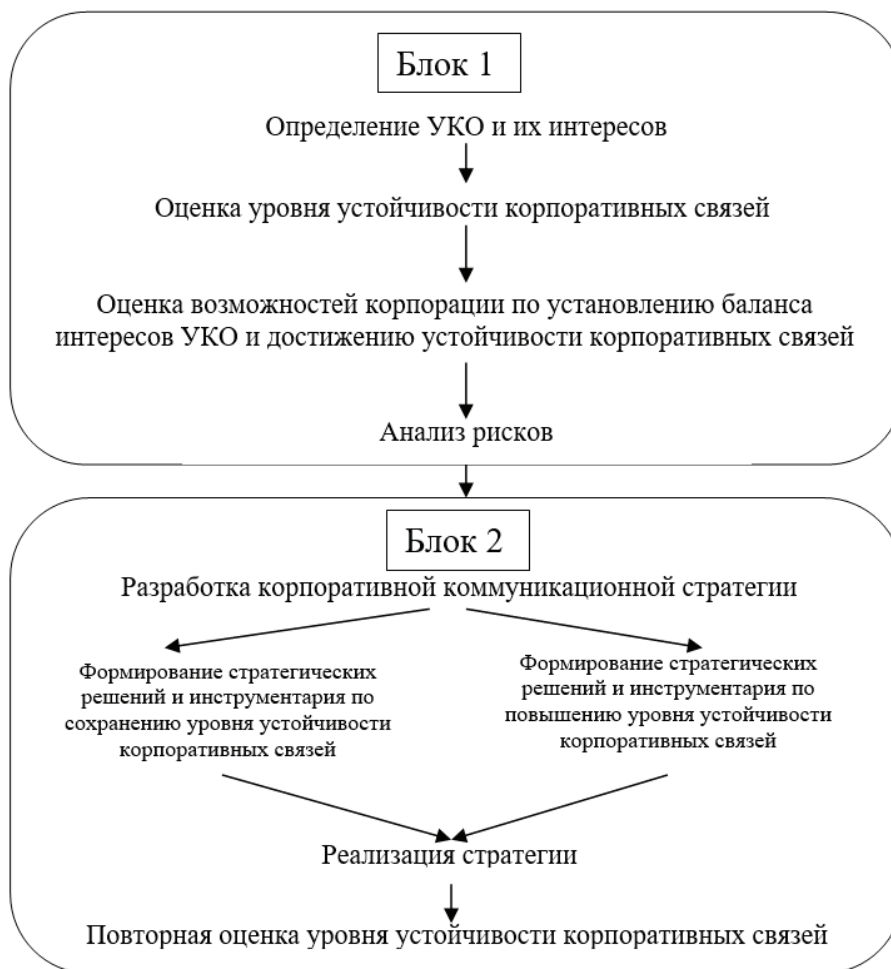 Блок 1
Определение УКО и их интересов
Оценка уровня устойчивости корпоративных связей
Оценка возможностей корпорации по установлению баланса
интересов УКО и достижению устойчивости корпоративных связей
Анализ рисков
Блок 2
Разработка корпоративной коммуникационной стратегии
Формирование стратегических
решений и инструментария по
сохранению уровня устойчивости
корпоративных связей
Формирование стратегических
решений и инструментария по
повышению уровня устойчивости
корпоративных связей
Реализация стратегии
Повторная оценка уровня устойчивости корпоративных связей